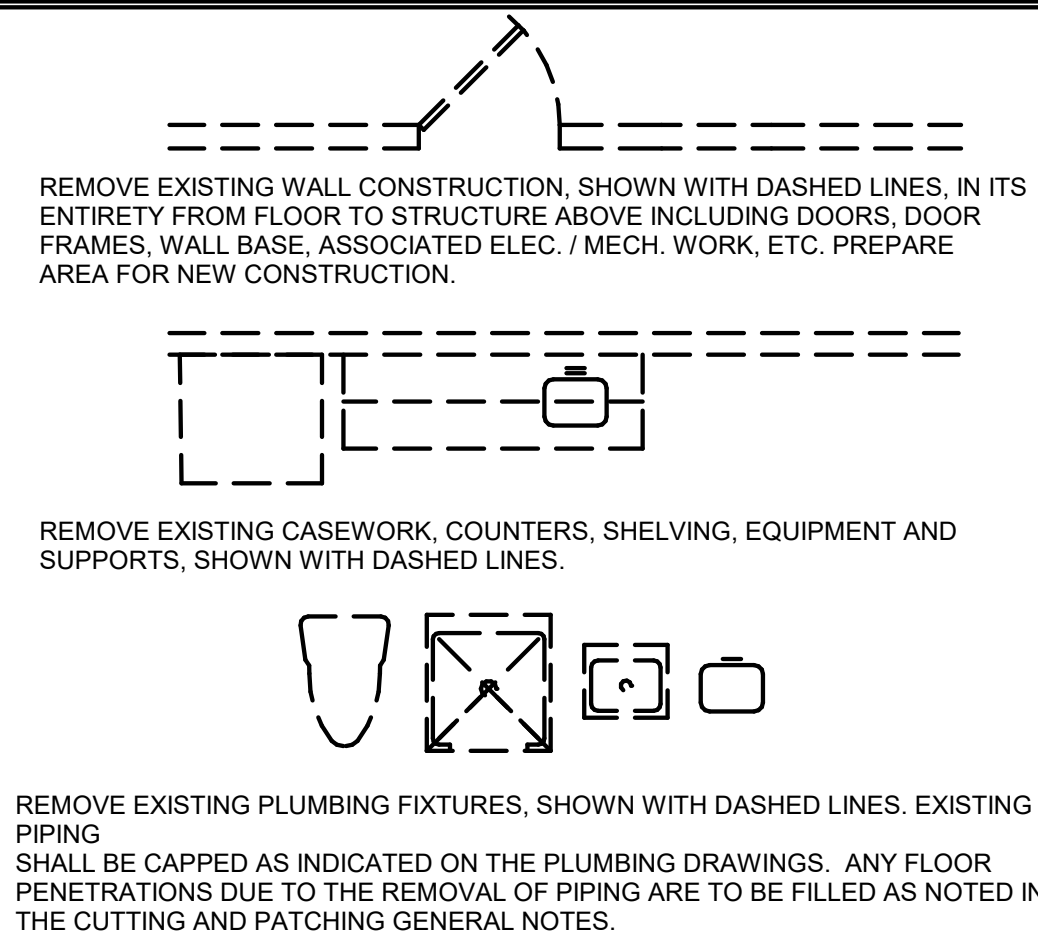 REMOVE EXISTING WALL CONSTRUCTION, SHOWN WITH DASHED LINES, IN ITS
ENTIRETY FROM FLOOR TO STRUCTURE ABOVE INCLUDING DOORS, DOOR
FRAMES, WALL BASE, ASSOCIATED ELEC. / MECH. WORK, ETC. PREPARE
AREA FOR NEW CONSTRUCTION.
REMOVE EXISTING CASEWORK, COUNTERS, SHELVING, EQUIPMENT AND
SUPPORTS, SHOWN WITH DASHED LINES.
REMOVE EXISTING PLUMBING FIXTURES, SHOWN WITH DASHED LINES. EXISTING
PIPING
SHALL BE CAPPED AS INDICATED ON THE PLUMBING DRAWINGS. ANY FLOOR
PENETRATIONS DUE TO THE REMOVAL OF PIPING ARE TO BE FILLED AS NOTED IN
THE CUTTING AND PATCHING GENERAL NOTES.